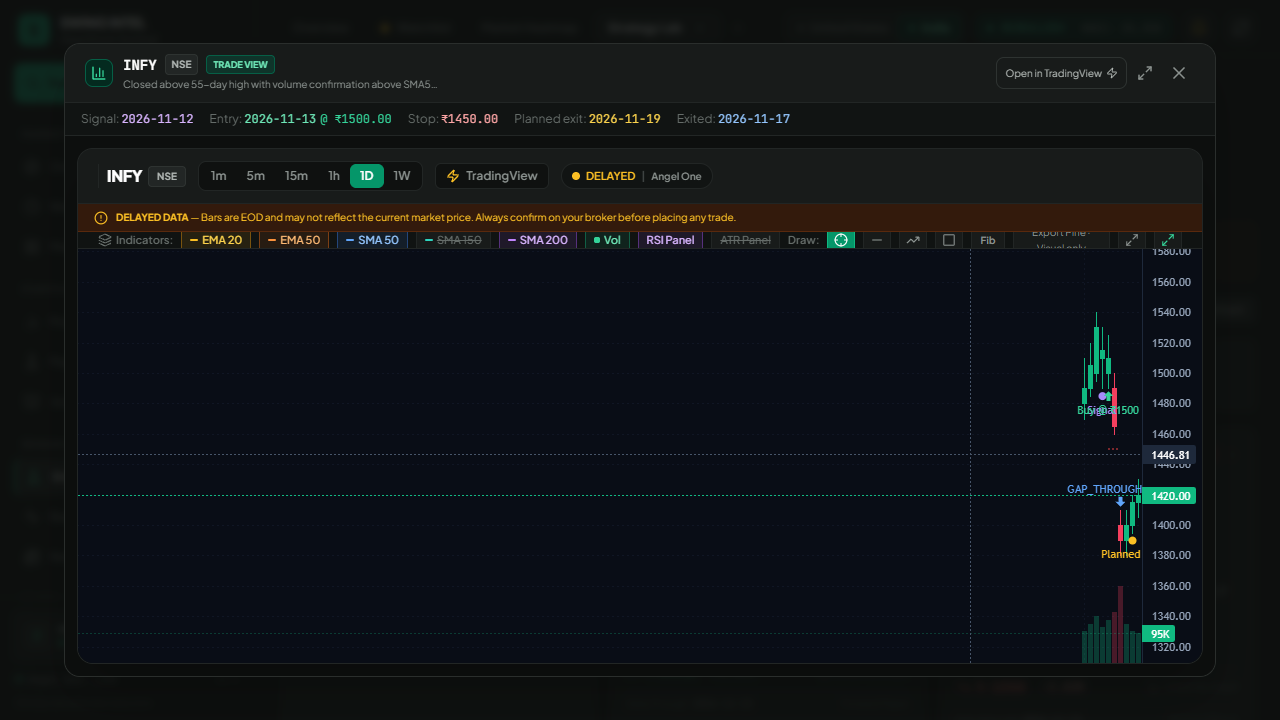 INFY NSE TRADE VIEW
Closed above 55-day high with volume confirmation above SMA5...
Open in TradingView
Signal: 2026-11-12 Entry: 2026-11-13 @ ₹1500.00 Stop: ₹1450.00 Planned exit: 2026-11-19 Exited: 2026-11-17
INFY NSE 1m 5m 15m 1h 1D 1W TradingView DELAYED | Angel One
DELAYED DATA — Bars are EOD and may not reflect the current market price. Always confirm on your broker before placing any trade.
Indicators: EMA 20 EMA 50 SMA 50 SMA 150 SMA 200 Vol RSI Panel ATR Panel Draw: Fib Export Pine · Visual only
1580.00
1560.00
1540.00
1520.00
1500.00
1480.00
Signal
1460.00
1446.81
1440.00
GAP_THROUGH
1420.00
1400.00
Planned
1380.00
1360.00
1340.00
95K
1320.00